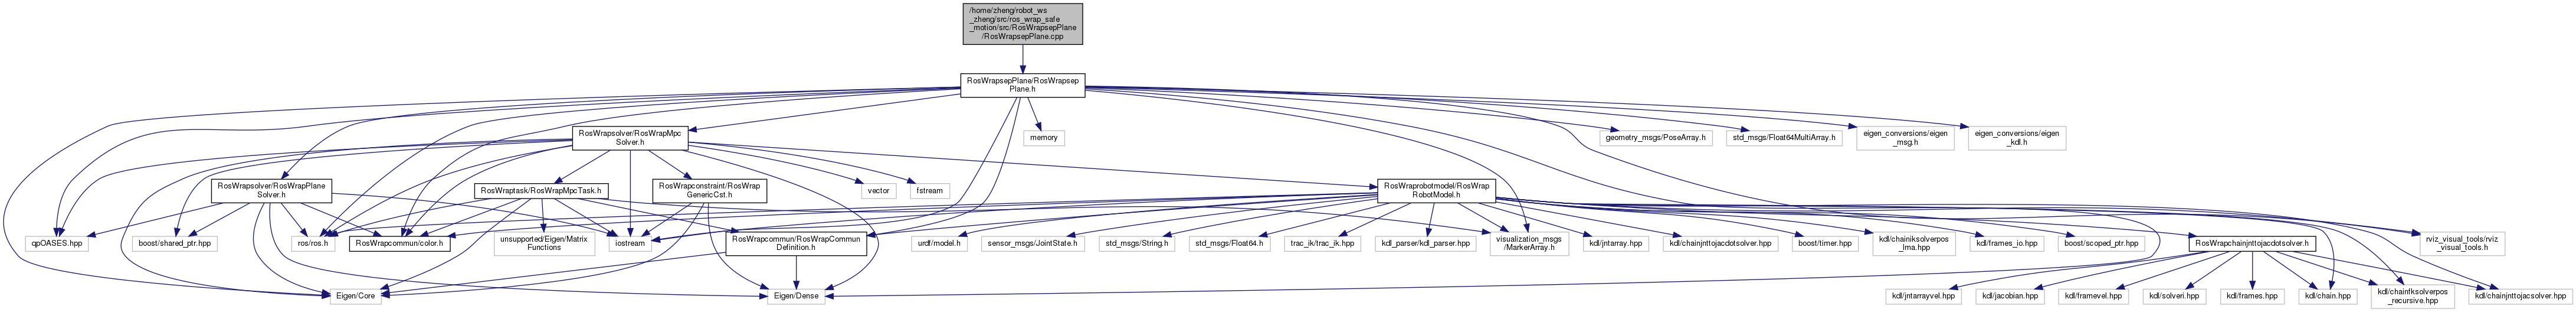 /home/zheng/robot_ws
_zheng/src/ros_wrap_safe
_motion/src/RosWrapsepPlane
/RosWrapsepPlane.cpp
RosWrapsepPlane/RosWrapsep
Plane.h
RosWrapsolver/RosWrapMpc
Solver.h
memory
geometry_msgs/PoseArray.h
std_msgs/Float64MultiArray.h
eigen_conversions/eigen
_msg.h
eigen_conversions/eigen
_kdl.h
RosWrapsolver/RosWrapPlane
Solver.h
RosWraptask/RosWrapMpcTask.h
RosWrapconstraint/RosWrap
GenericCst.h
vector
fstream
RosWraprobotmodel/RosWrap
RobotModel.h
qpOASES.hpp
boost/shared_ptr.hpp
ros/ros.h
RosWrapcommun/color.h
unsupported/Eigen/Matrix
Functions
iostream
RosWrapcommun/RosWrapCommun
Definition.h
urdf/model.h
sensor_msgs/JointState.h
std_msgs/String.h
std_msgs/Float64.h
trac_ik/trac_ik.hpp
kdl_parser/kdl_parser.hpp
visualization_msgs
/MarkerArray.h
kdl/jntarray.hpp
kdl/chainjnttojacdotsolver.hpp
boost/timer.hpp
kdl/chainiksolverpos
_lma.hpp
kdl/frames_io.hpp
boost/scoped_ptr.hpp
RosWrapchainjnttojacdotsolver.h
rviz_visual_tools/rviz
_visual_tools.h
Eigen/Core
Eigen/Dense
kdl/jntarrayvel.hpp
kdl/jacobian.hpp
kdl/framevel.hpp
kdl/solveri.hpp
kdl/frames.hpp
kdl/chain.hpp
kdl/chainfksolverpos
_recursive.hpp
kdl/chainjnttojacsolver.hpp